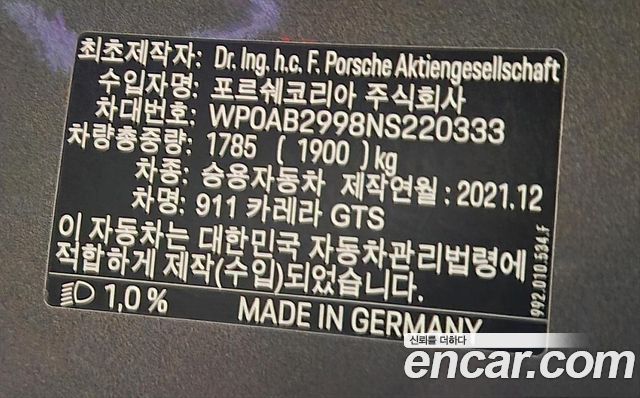 최초제작자: Dr. Ing. h.c. F. Porsche Aktiengesellschaft
수입자명: 포르쉐코리아 주식회사
차대번호: WP0AB2998NS220333
차량총중량: 1785 ( 1900 ) kg
차종: 승용자동차 제작연월 : 2021.12
차명: 911 카레라 GTS
이 자동차는 대한민국 자동차관리법령에
적합하게 제작(수입)되었습니다.
1,0 % MADE IN GERMANY
992.010.534.F
신뢰를 더하다
encar.com